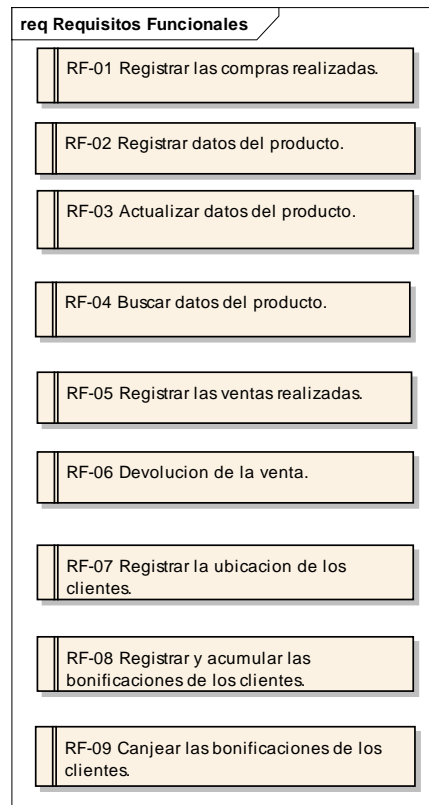 req Requisitos Funcionales
RF-01 Registrar las compras realizadas.
RF-02 Registrar datos del producto.
RF-03 Actualizar datos del producto.
RF-04 Buscar datos del producto.
RF-05 Registrar las ventas realizadas.
RF-06 Devolucion de la venta.
RF-07 Registrar la ubicacion de los
clientes.
RF-08 Registrar y acumular las
bonificaciones de los clientes.
RF-09 Canjear las bonificaciones de los
clientes.